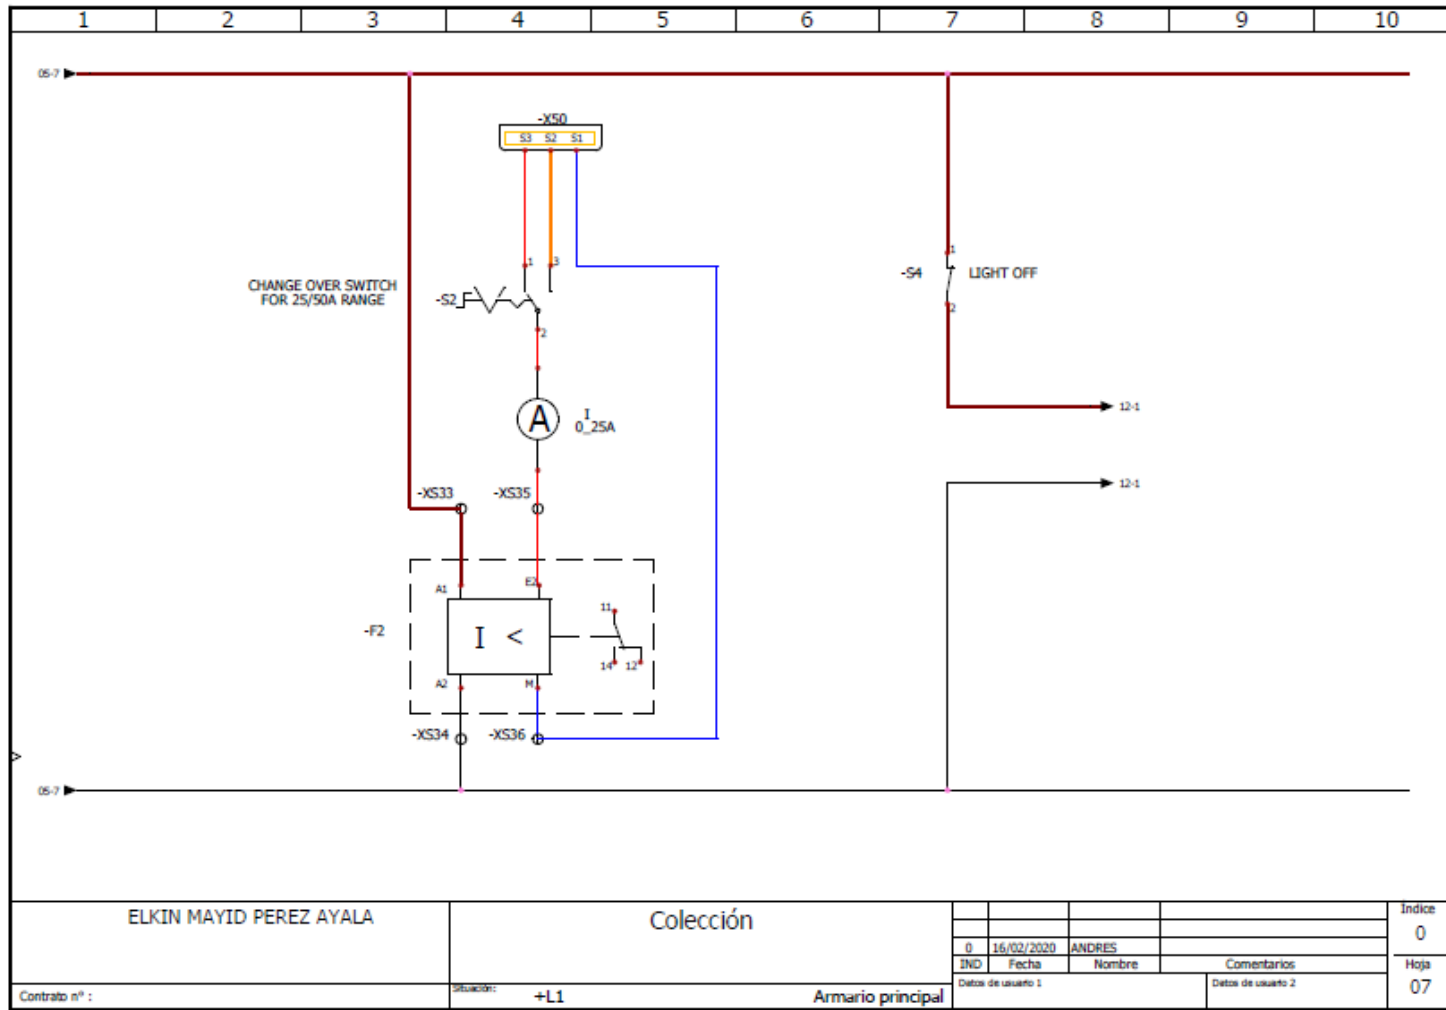 1 2 3 4 5 6 7 8 9 10
05-7
-X50
S3 S2 S1
1 3
CHANGE OVER SWITCH
FOR 25/50A RANGE
-S2
2
1
-S4 LIGHT OFF
2
A
I
0_25A
12-1
12-1
-XS33 -XS35
A1 E2
-F2
I <
11
14 12
A2 M
-XS34 -XS36
>
05-7
ELKIN MAYID PEREZ AYALA
Colección
0 16/02/2020 ANDRES
IND Fecha Nombre Comentarios
Indice
0
Hoja
07
Contrato nº :
Situación:
+L1
Armario principal
Datos de usuario 1
Datos de usuario 2